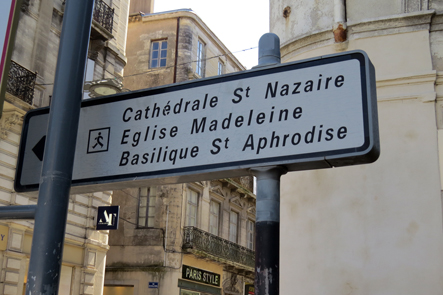 Cathédrale St Nazaire
Eglise Madeleine
Basilique St Aphrodise
PARIS STYLE